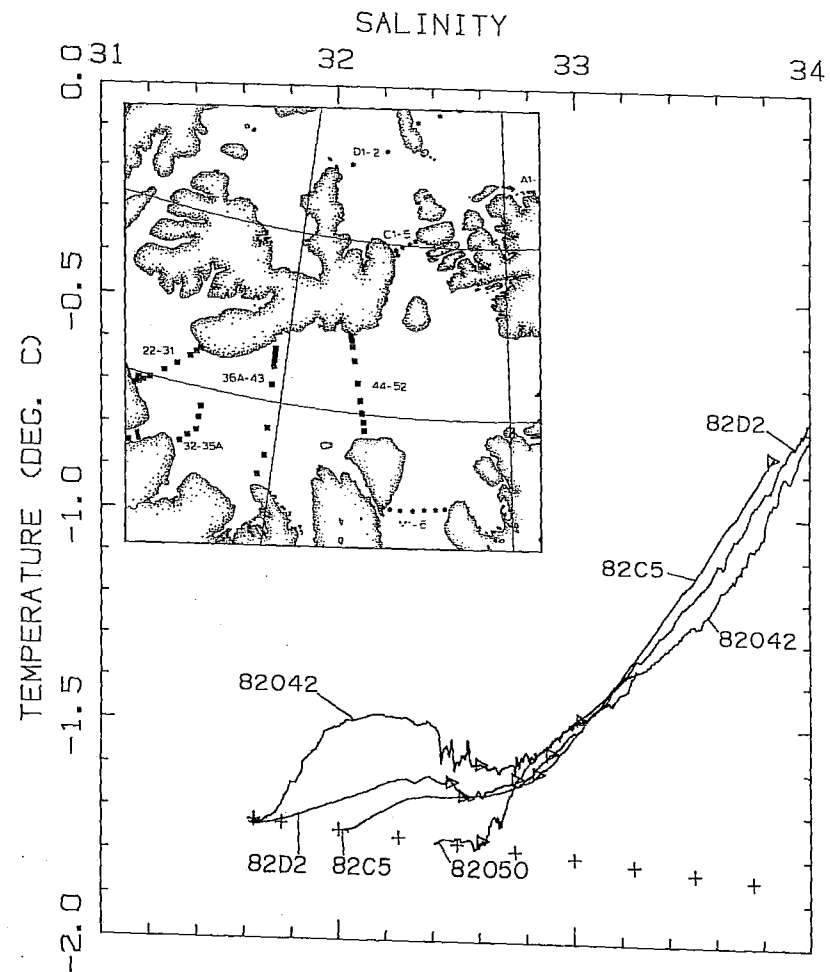 SALINITY
31 32 33 34
0.0
-0.5
-1.0
-1.5
-2.0
TEMPERATURE (DEG. C)
D1-2
A1-
C1-5
22-31
36A-43
44-52
32-35A
82D2
82C5
82042
82042
82D2
82C5
82050